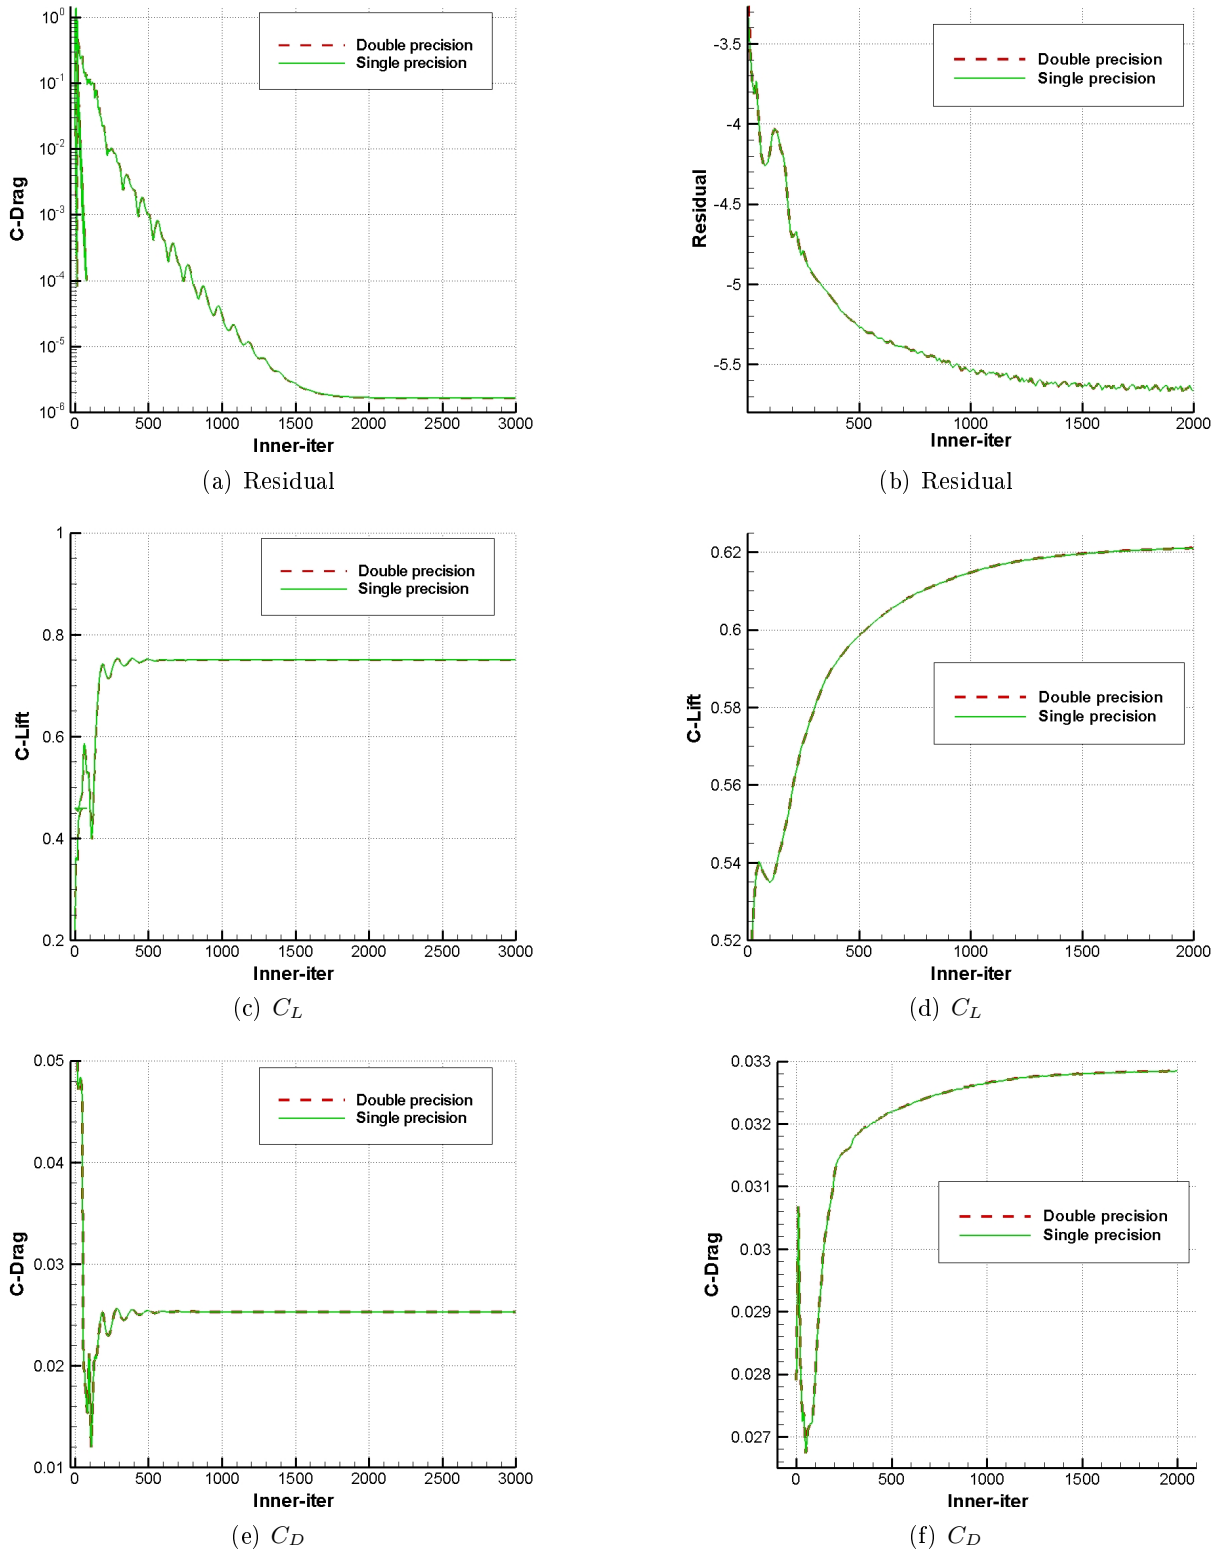 10^0
10^-1
10^-2
10^-3
10^-4
10^-5
10^-6
C-Drag
Double precision
Single precision
0 500 1000 1500 2000 2500 3000
Inner-iter
(a) Residual
-3.5
-4
-4.5
-5
-5.5
Residual
Double precision
Single precision
500 1000 1500 2000
Inner-iter
(b) Residual
1
0.8
0.6
0.4
0.2
C-Lift
Double precision
Single precision
0 500 1000 1500 2000 2500 3000
Inner-iter
(c) C_L
0.62
0.6
0.58
0.56
0.54
0.52
C-Lift
Double precision
Single precision
500 1000 1500 2000
Inner-iter
(d) C_L
0.05
0.04
0.03
0.02
0.01
C-Drag
Double precision
Single precision
0 500 1000 1500 2000 2500 3000
Inner-iter
(e) C_D
0.033
0.032
0.031
0.03
0.029
0.028
0.027
C-Drag
Double precision
Single precision
0 500 1000 1500 2000
Inner-iter
(f) C_D